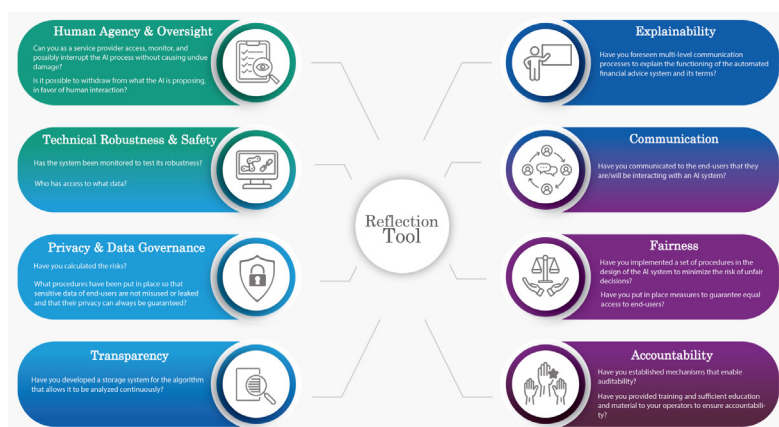 Human Agency & Oversight
Can you as a service provider access, monitor, and
possibly interrupt the AI process without causing undue
damage?
Is it possible to withdraw from what the AI is proposing,
in favor of human interaction?
Technical Robustness & Safety
Has the system been monitored to test its robustness?
Who has access to what data?
Privacy & Data Governance
Have you calculated the risks?
What procedures have been put in place so that
sensitive data of end-users are not misused or leaked
and that their privacy can always be guaranteed?
Transparency
Have you developed a storage system for the algorithm
that allows it to be analyzed continuously?
Reflection
Tool
Explainability
Have you foreseen multi-level communication
processes to explain the functioning of the automated
financial advice system and its terms?
Communication
Have you communicated to the end-users that they
are/will be interacting with an AI system?
Fairness
Have you implemented a set of procedures in the
design of the AI system to minimize the risk of unfair
decisions?
Have you put in place measures to guarantee equal
access to end-users?
Accountability
Have you established mechanisms that enable
auditability?
Have you provided training and sufficient education
and material to your operators to ensure accountabili-
ty?